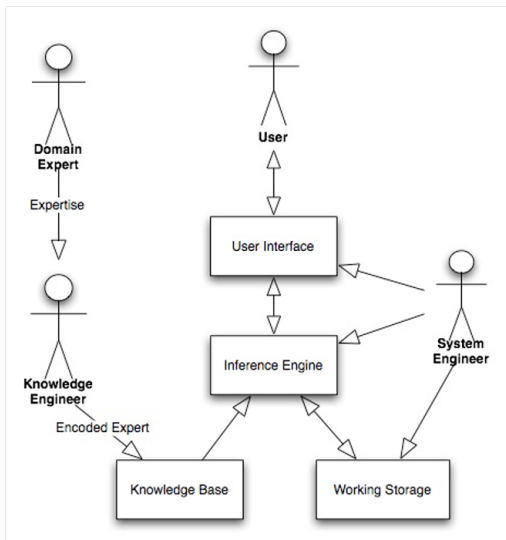 User
Domain
Expert
Expertise
User Interface
System
Engineer
Inference Engine
Knowledge
Engineer
Encoded Expert
Knowledge Base
Working Storage